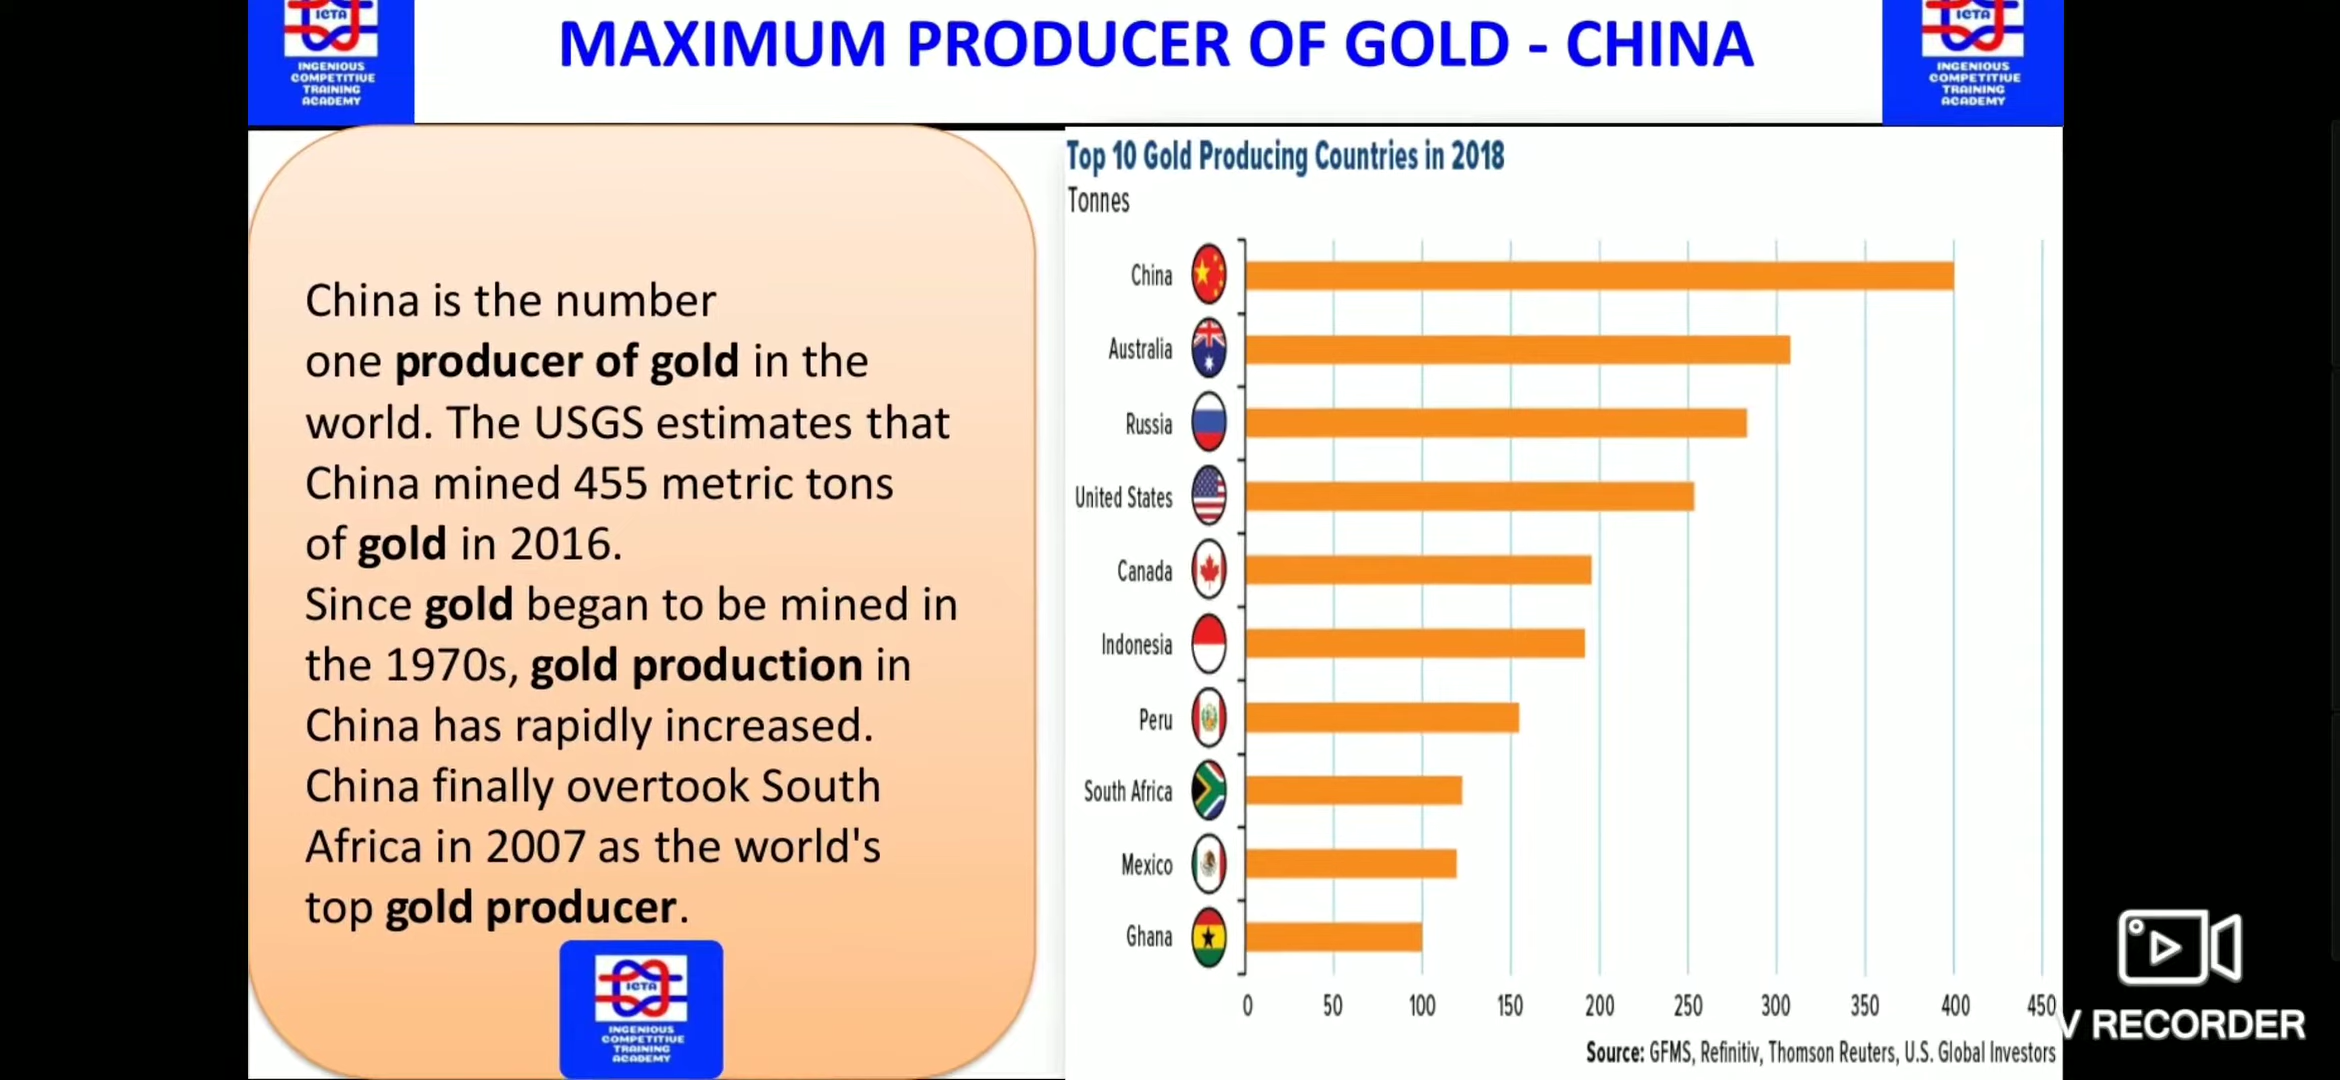 ICTA
INGENIOUS
COMPETITIUE
TRAINING
ACADEMY
MAXIMUM PRODUCER OF GOLD - CHINA
ICTA
INGENIOUS
COMPETITIUE
TRAINING
ACADEMY
China is the number
one producer of gold in the
world. The USGS estimates that
China mined 455 metric tons
of gold in 2016.
Since gold began to be mined in
the 1970s, gold production in
China has rapidly increased.
China finally overtook South
Africa in 2007 as the world's
top gold producer.
ICTA
INGENIOUS
COMPETITIUE
TRAINING
ACADEMY
Top 10 Gold Producing Countries in 2018
Tonnes
China
Australia
Russia
United States
Canada
Indonesia
Peru
South Africa
Mexico
Ghana
0 50 100 150 200 250 300 350 400 450
Source: GFMS, Refinitiv, Thomson Reuters, U.S. Global Investors
V RECORDER